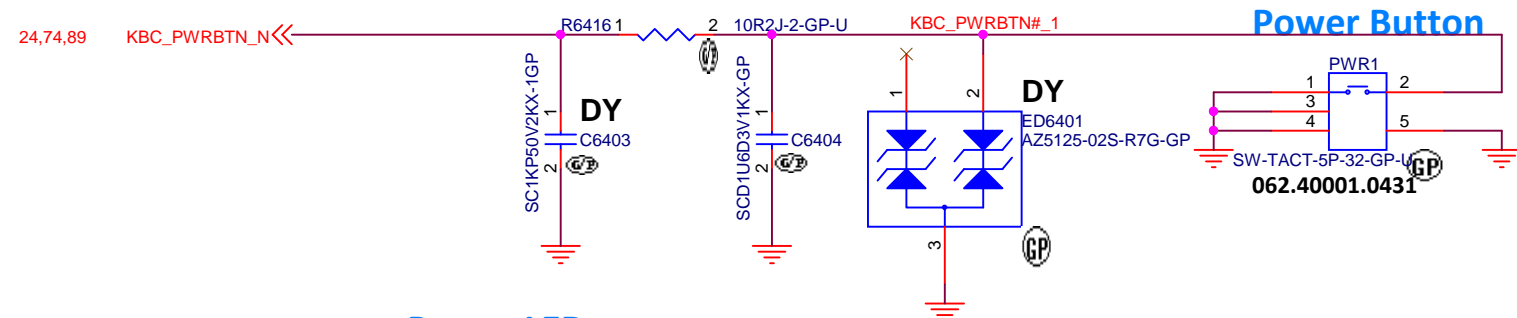 Power Button
24,74,89 KBC_PWRBTN_N
R6416 1 2 10R2J-2-GP-U
KBC_PWRBTN#_1
SC1KP50V2KX-1GP
1
2
DY
C6403
G/P
SCD1U6D3V1KX-GP
1
2
C6404
G/P
G/P
1
2
3
DY
ED6401
AZ5125-02S-R7G-GP
GP
PWR1
1
3
4
2
5
SW-TACT-5P-32-GP-U
GP
062.40001.0431